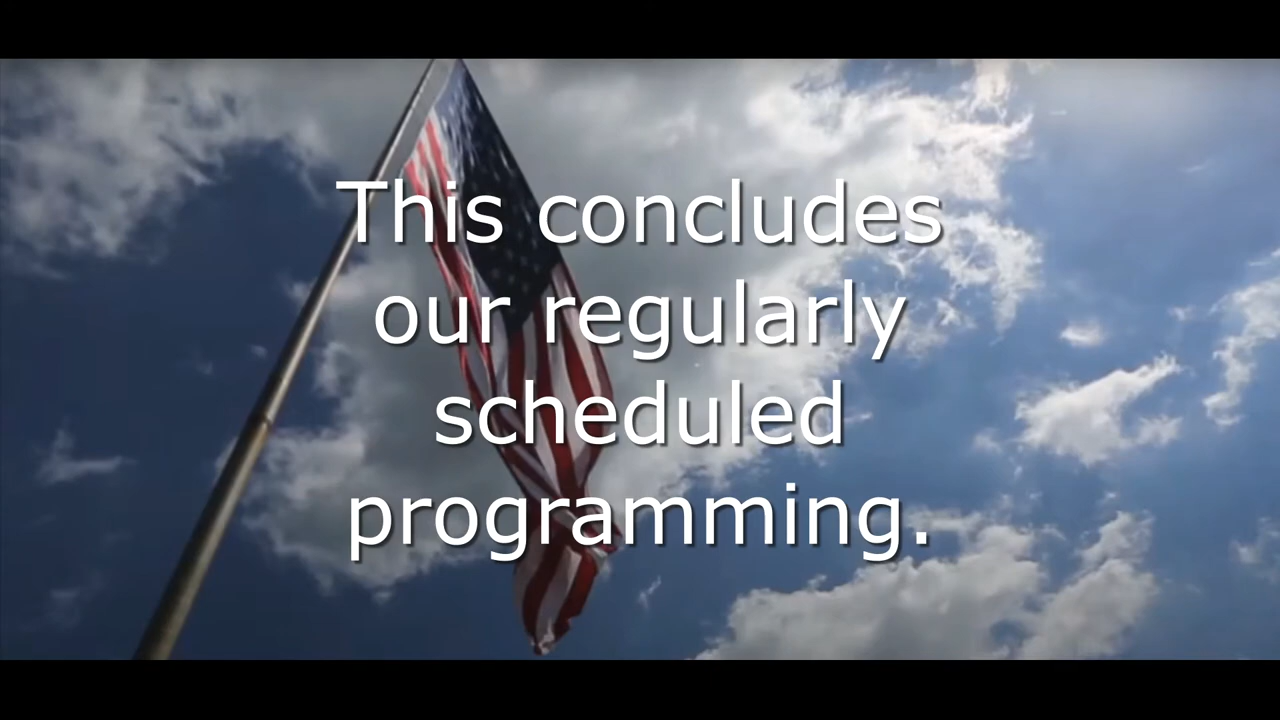 This concludes
our regularly
scheduled
programming.